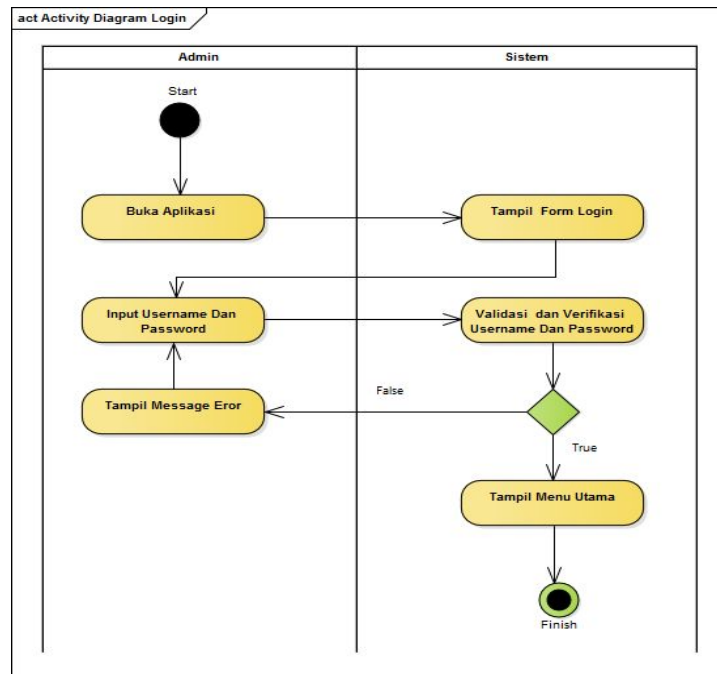 act Activity Diagram Login
Admin
Sistem
Start
Buka Aplikasi
Tampil Form Login
Input Username Dan
Password
Validasi dan Verifikasi
Username Dan Password
False
Tampil Message Eror
True
Tampil Menu Utama
Finish